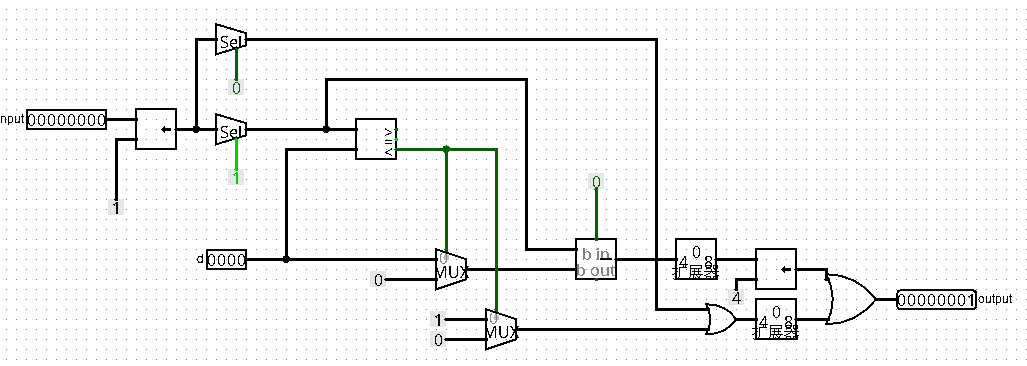 Sel
0
nput 00000000
←
Sel
≥
=
<
1
1
0
d 0000
0
MUX
0
b in
b out
−
0
4 8
扩展器
←
4
1
0
0
MUX
0
4 8
扩展器
00000001 output